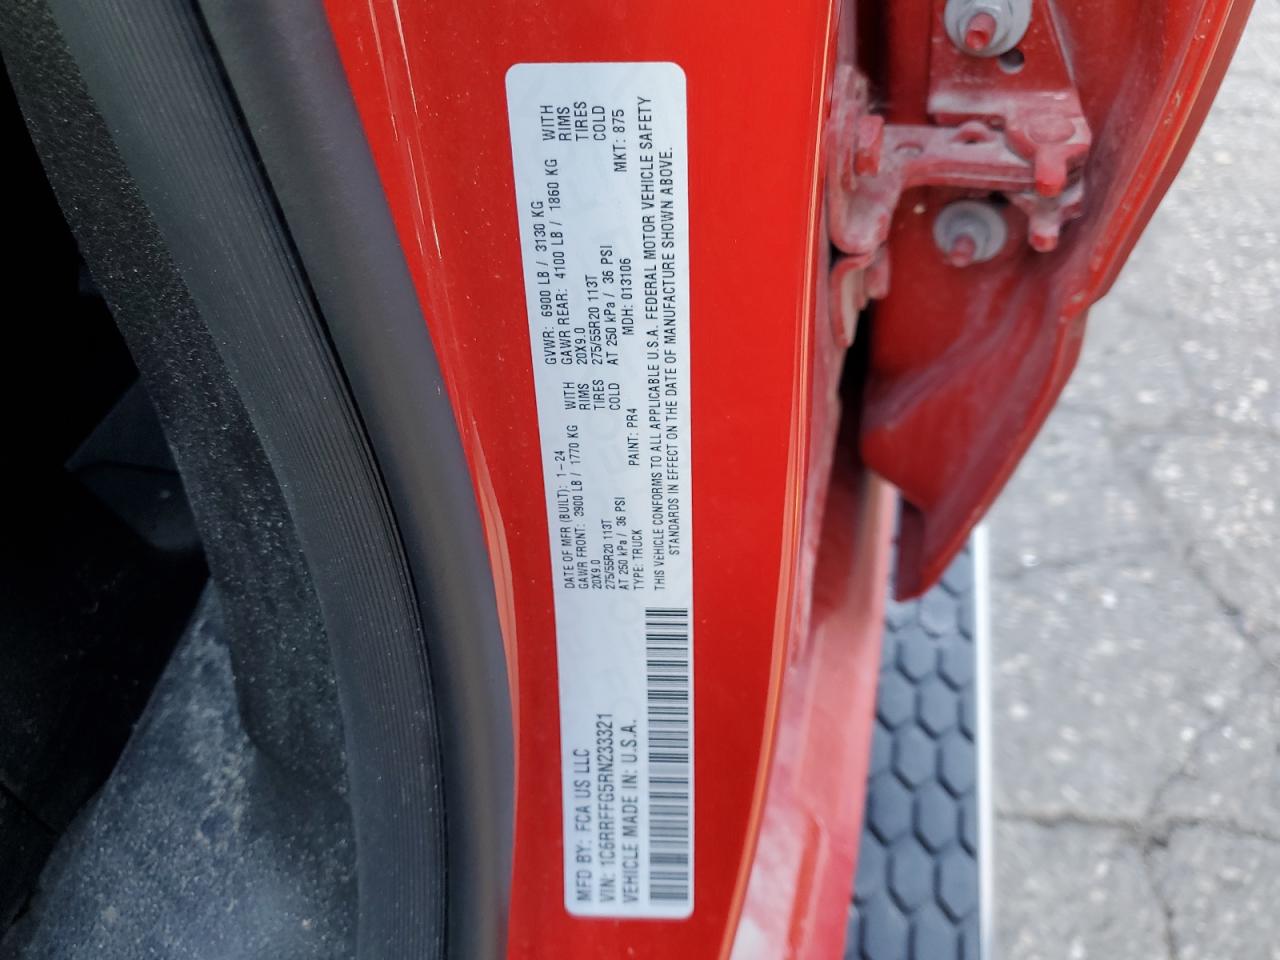 MFD BY: FCA US LLC
VIN: 1C6RRFFG5RN233321
VEHICLE MADE IN: U.S.A.
DATE OF MFR (BUILT): 1-24
GAWR FRONT: 3900 LB / 1770 KG WITH
20X9.0 RIMS
275/55R20 113T TIRES
AT 250 kPa / 36 PSI COLD
GVWR: 6900 LB / 3130 KG
GAWR REAR: 4100 LB / 1860 KG WITH
20X9.0 RIMS
275/55R20 113T TIRES
AT 250 kPa / 36 PSI COLD
TYPE: TRUCK PAINT: PR4 MDH: 013106 MKT: 875
THIS VEHICLE CONFORMS TO ALL APPLICABLE U.S.A. FEDERAL MOTOR VEHICLE SAFETY
STANDARDS IN EFFECT ON THE DATE OF MANUFACTURE SHOWN ABOVE.